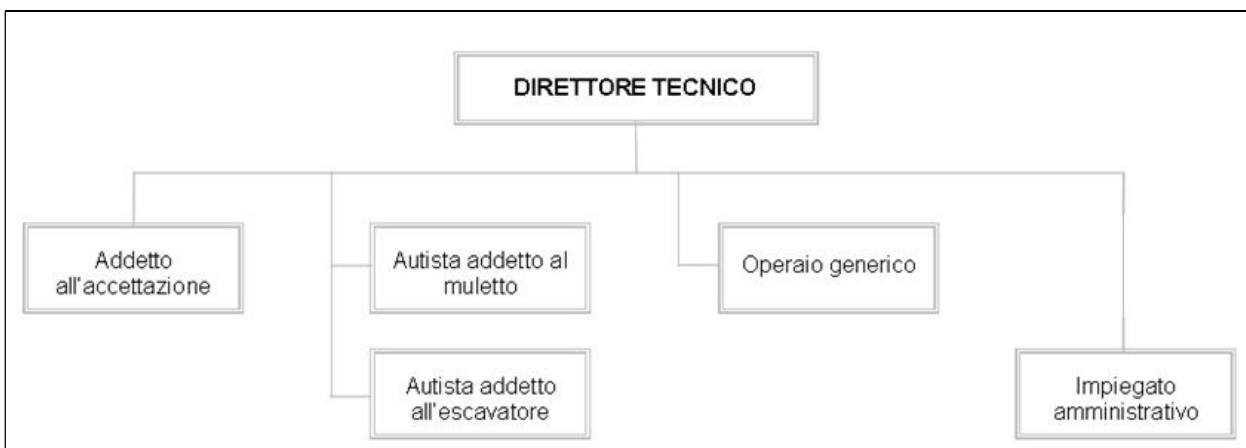 DIRETTORE TECNICO
Addetto
all'accettazione
Autista addetto al
muletto
Operaio generico
Autista addetto
all'escavatore
Impiegato
amministrativo